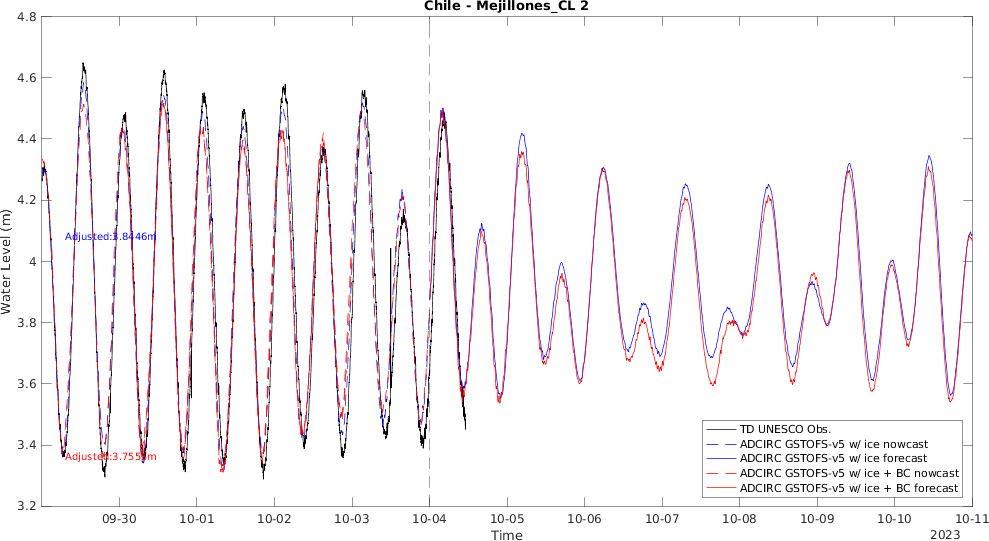 Chile - Mejillones_CL 2
4.8
4.6
4.4
4.2
4
3.8
3.6
3.4
3.2
Water Level (m)
Adjusted:3.8446m
Adjusted:3.755
m
TD UNESCO Obs.
ADCIRC GSTOFS-v5 w/ ice nowcast
ADCIRC GSTOFS-v5 w/ ice forecast
ADCIRC GSTOFS-v5 w/ ice + BC nowcast
ADCIRC GSTOFS-v5 w/ ice + BC forecast
09-30 10-01 10-02 10-03 10-04 10-05 10-06 10-07 10-08 10-09 10-10 10-11
Time
2023